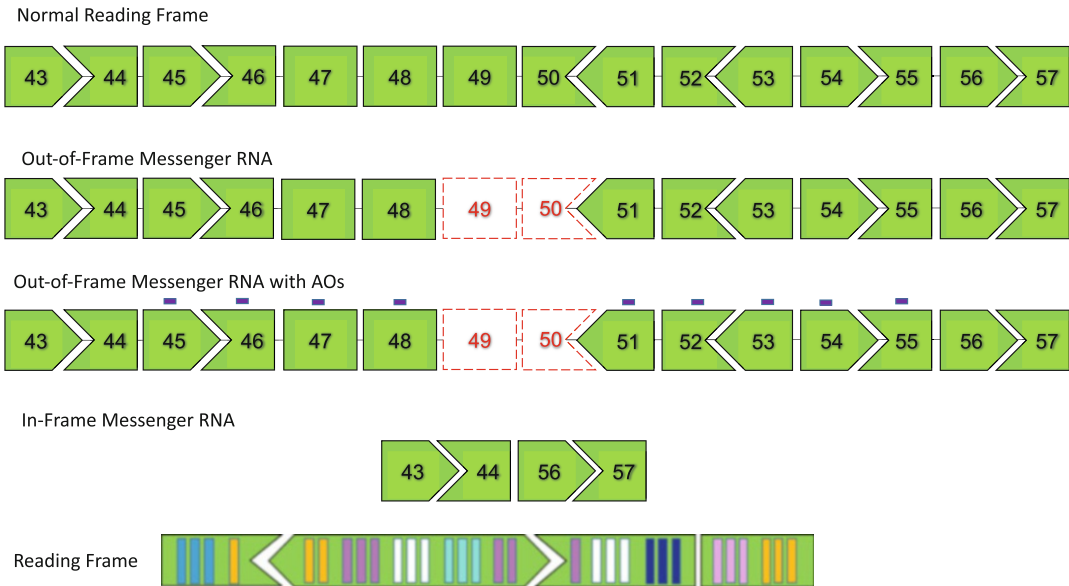 Normal Reading Frame
43 44 45 46 47 48 49 50 51 52 53 54 55 56 57
Out-of-Frame Messenger RNA
43 44 45 46 47 48 49 50 51 52 53 54 55 56 57
Out-of-Frame Messenger RNA with AOs
43 44 45 46 47 48 49 50 51 52 53 54 55 56 57
In-Frame Messenger RNA
43 44 56 57
Reading Frame